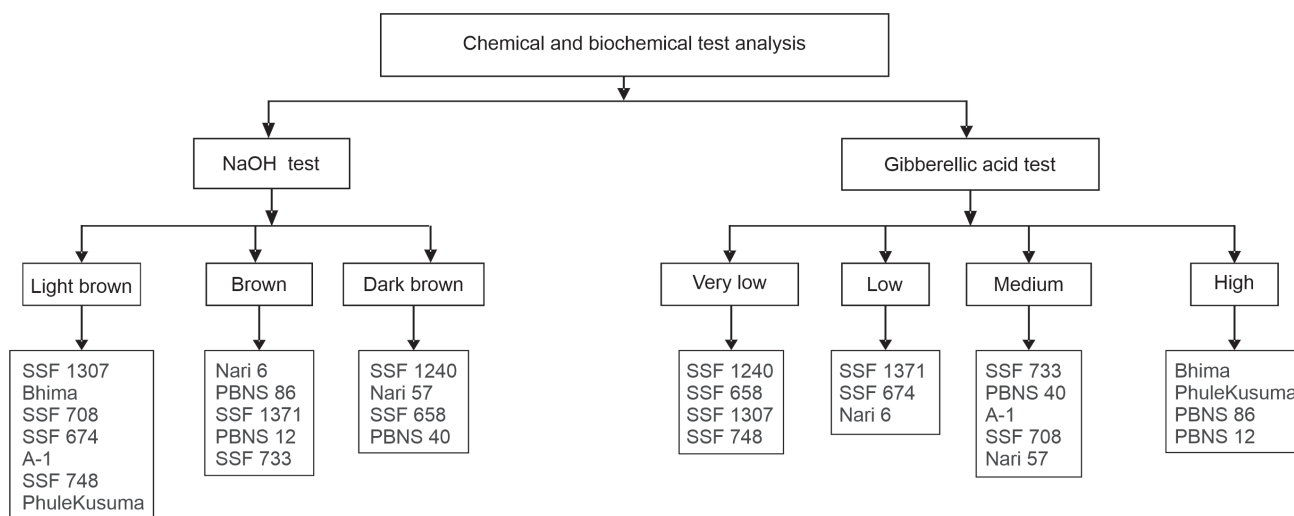 Chemical and biochemical test analysis
NaOH test
Gibberellic acid test
Light brown
Brown
Dark brown
Very low
Low
Medium
High
SSF 1307
Bhima
SSF 708
SSF 674
A-1
SSF 748
PhuleKusuma
Nari 6
PBNS 86
SSF 1371
PBNS 12
SSF 733
SSF 1240
Nari 57
SSF 658
PBNS 40
SSF 1240
SSF 658
SSF 1307
SSF 748
SSF 1371
SSF 674
Nari 6
SSF 733
PBNS 40
A-1
SSF 708
Nari 57
Bhima
PhuleKusuma
PBNS 86
PBNS 12